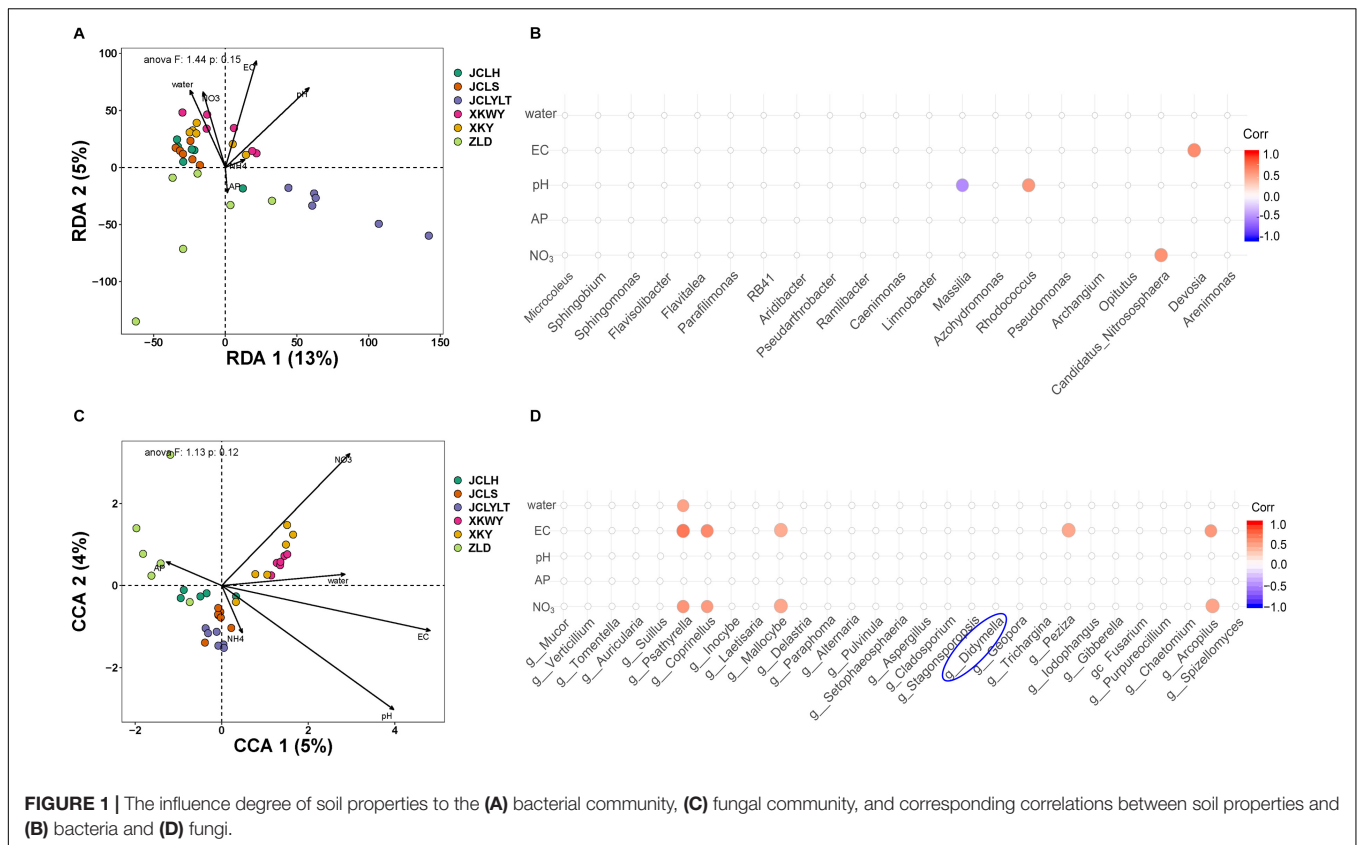 A
anova F: 1.44 p: 0.15
EC
pH
water
NO3
NH4
AP
100
50
0
−50
−100
RDA 2 (5%)
−50 0 50 100 150
RDA 1 (13%)
JCLH
JCLS
JCLYLT
XKWY
XKY
ZLD
B
water
EC
pH
AP
NO₃
Microcoleus
Sphingobium
Sphingomonas
Flavisolibacter
Flavitalea
Parafilimonas
RB41
Aridibacter
Pseudarthrobacter
Ramlibacter
Caenimonas
Limnobacter
Massilia
Azohydromonas
Rhodococcus
Pseudomonas
Archangium
Opitutus
Candidatus_Nitrososphaera
Devosia
Arenimonas
Corr
1.0
0.5
0.0
-0.5
-1.0
C
anova F: 1.13 p: 0.12
NO3
AP
water
NH4
EC
pH
2
0
−2
CCA 2 (4%)
−2 0 2 4
CCA 1 (5%)
JCLH
JCLS
JCLYLT
XKWY
XKY
ZLD
D
water
EC
pH
AP
NO₃
g__Mucor
g__Verticillium
g__Tomentella
g__Auricularia
g__Suillus
g__Psathyrella
g__Coprinellus
g__Inocybe
g__Laetisaria
g__Mallocybe
g__Delastria
g__Paraphoma
g__Alternaria
g__Pulvinula
g__Setophaeosphaeria
g__Aspergillus
g__Cladosporium
g_Stagonsporopsis
g__Didymella
g__Geopora
g__Trichargina
g__Peziza
g__Iodophangus
g__Gibberella
gc_Fusarium
g__Purpureocillium
g__Chaetomium
g__Arcopilus
g__Spizellomyces
Corr
1.0
0.5
0.0
−0.5
−1.0
FIGURE 1 | The influence degree of soil properties to the (A) bacterial community, (C) fungal community, and corresponding correlations between soil properties and
(B) bacteria and (D) fungi.